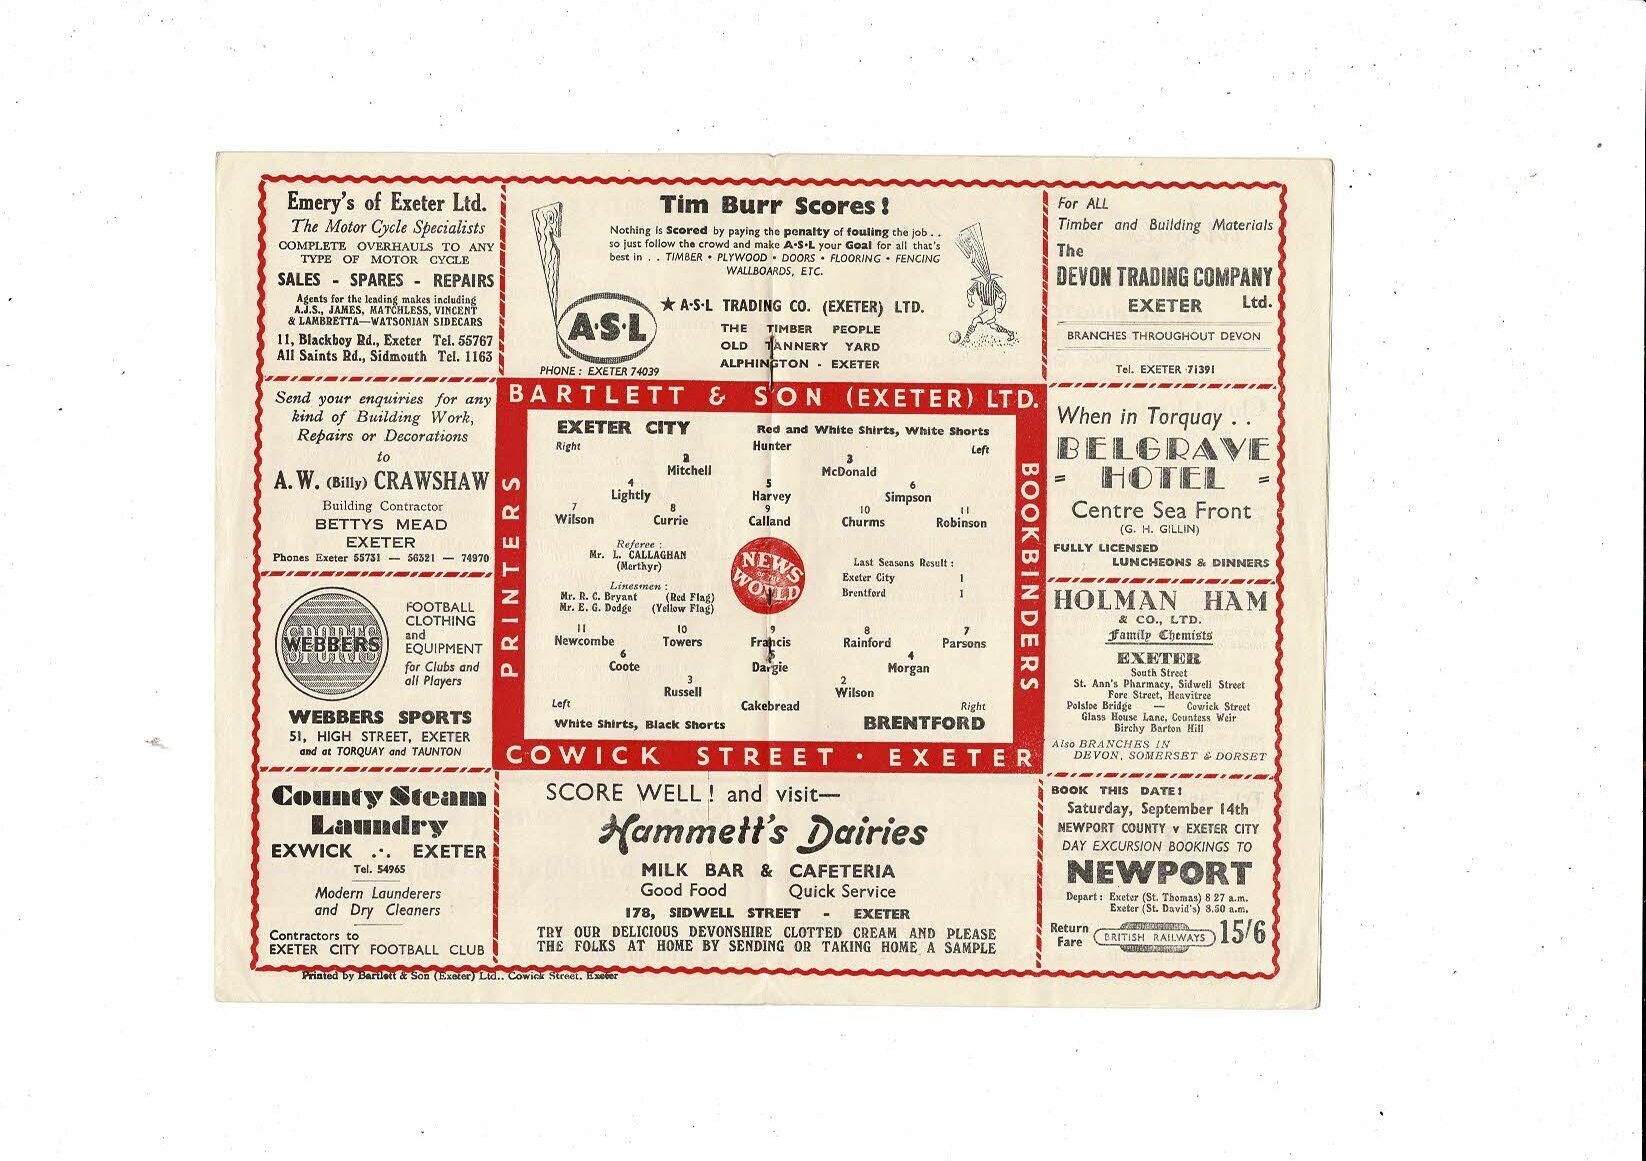 Emery's of Exeter Ltd.
The Motor Cycle Specialists
COMPLETE OVERHAULS TO ANY
TYPE OF MOTOR CYCLE
SALES - SPARES - REPAIRS
Agents for the leading makes including
A.J.S., JAMES, MATCHLESS, VINCENT
& LAMBRETTA—WATSONIAN SIDECARS
11, Blackboy Rd., Exeter Tel. 55767
All Saints Rd., Sidmouth Tel. 1163
Tim Burr Scores!
Nothing is Scored by paying the penalty of fouling the job . .
so just follow the crowd and make A·S·L your Goal for all that's
best in . . TIMBER • PLYWOOD • DOORS • FLOORING • FENCING
WALLBOARDS, ETC.
A·S·L
★ A·S·L TRADING CO. (EXETER) LTD.
THE TIMBER PEOPLE
OLD TANNERY YARD
ALPHINGTON - EXETER
PHONE: EXETER 74039
For ALL
Timber and Building Materials
The
DEVON TRADING COMPANY
EXETER Ltd.
BRANCHES THROUGHOUT DEVON
Tel. EXETER 71391
Send your enquiries for any
kind of Building Work,
Repairs or Decorations
to
A. W. (Billy) CRAWSHAW
Building Contractor
BETTYS MEAD
EXETER
Phones Exeter 55731 — 56321 — 74970
BARTLETT & SON (EXETER) LTD.
PRINTERS
BOOKBINDERS
EXETER CITY
Red and White Shirts, White Shorts
Right Hunter Left
2 3
Mitchell McDonald
4 5 6
Lightly Harvey Simpson
7 8 9 10 11
Wilson Currie Calland Churms Robinson
Referee :
Mr. L. CALLAGHAN
(Merthyr)
Linesmen :
Mr. R. C. Bryant (Red Flag)
Mr. E. G. Dodge (Yellow Flag)
NEWS
OF THE
WORLD
Last Seasons Result :
Exeter City 1
Brentford 1
11 10 9 8 7
Newcombe Towers Francis Rainford Parsons
6 5 4
Coote Dargie Morgan
3 2
Russell Wilson
Left Cakebread Right
White Shirts, Black Shorts
BRENTFORD
COWICK STREET • EXETER
When in Torquay . .
BELGRAVE
= HOTEL =
Centre Sea Front
(G. H. GILLIN)
FULLY LICENSED
LUNCHEONS & DINNERS
WEBBERS
SPORTS
FOOTBALL
CLOTHING
and
EQUIPMENT
for Clubs and
all Players
WEBBERS SPORTS
51, HIGH STREET, EXETER
and at TORQUAY and TAUNTON
HOLMAN HAM
& CO., LTD.
Family Chemists
EXETER
South Street
St. Ann's Pharmacy, Sidwell Street
Fore Street, Heavitree
Polsloe Bridge — Cowick Street
Glass House Lane, Countess Weir
Birchy Barton Hill
Also BRANCHES IN
DEVON, SOMERSET & DORSET
County Steam
Laundry
EXWICK .·. EXETER
Tel. 54965
Modern Launderers
and Dry Cleaners
Contractors to
EXETER CITY FOOTBALL CLUB
SCORE WELL! and visit—
Hammett's Dairies
MILK BAR & CAFETERIA
Good Food Quick Service
178, SIDWELL STREET - EXETER
TRY OUR DELICIOUS DEVONSHIRE CLOTTED CREAM AND PLEASE
THE FOLKS AT HOME BY SENDING OR TAKING HOME A SAMPLE
BOOK THIS DATE!
Saturday, September 14th
NEWPORT COUNTY v EXETER CITY
DAY EXCURSION BOOKINGS TO
NEWPORT
Depart : Exeter (St. Thomas) 8 27 a.m.
Exeter (St. David's) 8.50 a.m.
Return
Fare
BRITISH RAILWAYS
15/6
Printed by Bartlett & Son (Exeter) Ltd., Cowick Street, Exeter